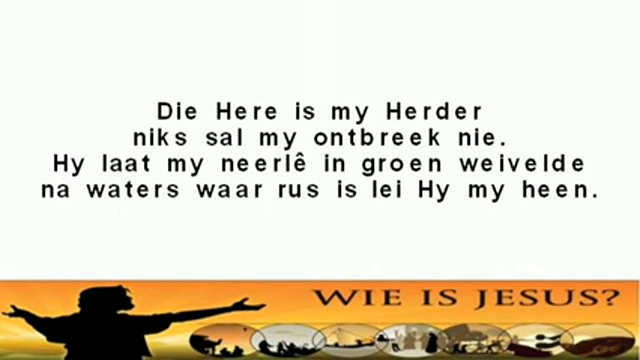 Die Here is my Herder
niks sal my ontbreek nie.
Hy laat my neerlê in groen weivelde
na waters waar rus is lei Hy my heen.
WIE IS JESUS?